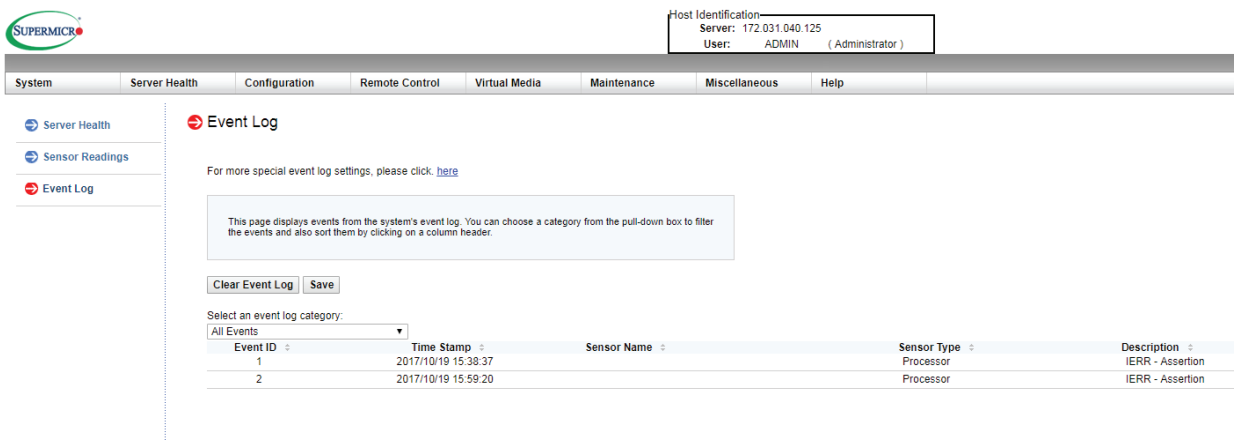 SUPERMICR
Host Identification
Server: 172.031.040.125
User: ADMIN ( Administrator )
System Server Health Configuration Remote Control Virtual Media Maintenance Miscellaneous Help
Server Health
Sensor Readings
Event Log
Event Log
For more special event log settings, please click. here
This page displays events from the system's event log. You can choose a category from the pull-down box to filter
the events and also sort them by clicking on a column header.
Clear Event Log Save
Select an event log category:
All Events
Event ID Time Stamp Sensor Name Sensor Type Description
1 2017/10/19 15:38:37 Processor IERR - Assertion
2 2017/10/19 15:59:20 Processor IERR - Assertion